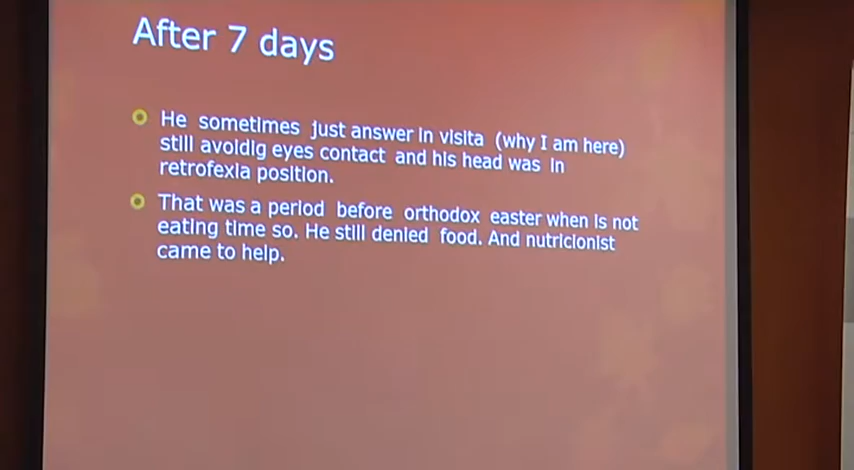 After 7 days
He sometimes just answer in visita (why I am here)
still avoidig eyes contact and his head was in
retrofexia position.
That was a period before orthodox easter when is not
eating time so. He still denied food. And nutricionist
came to help.